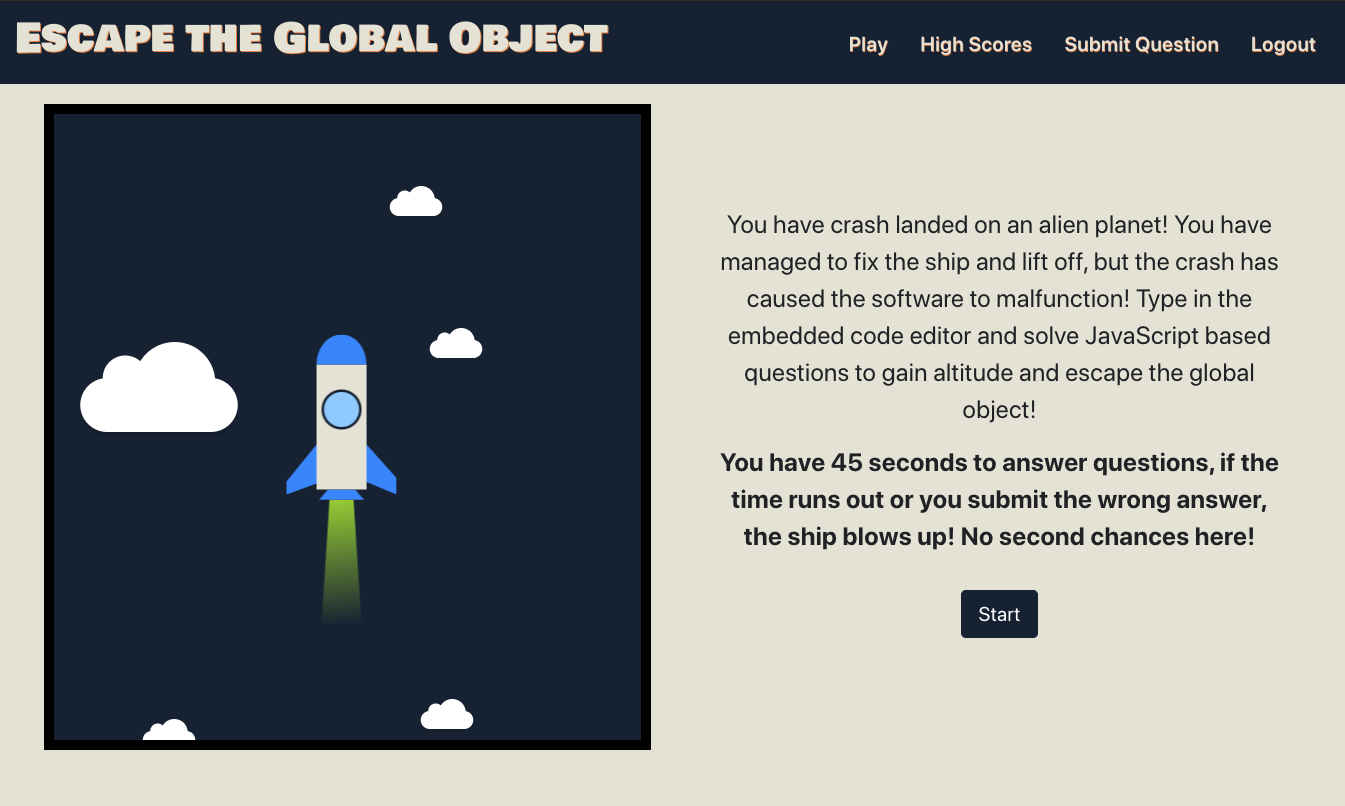 Escape the Global Object
Play
High Scores
Submit Question
Logout
You have crash landed on an alien planet! You have
managed to fix the ship and lift off, but the crash has
caused the software to malfunction! Type in the
embedded code editor and solve JavaScript based
questions to gain altitude and escape the global
object!
You have 45 seconds to answer questions, if the
time runs out or you submit the wrong answer,
the ship blows up! No second chances here!
Start